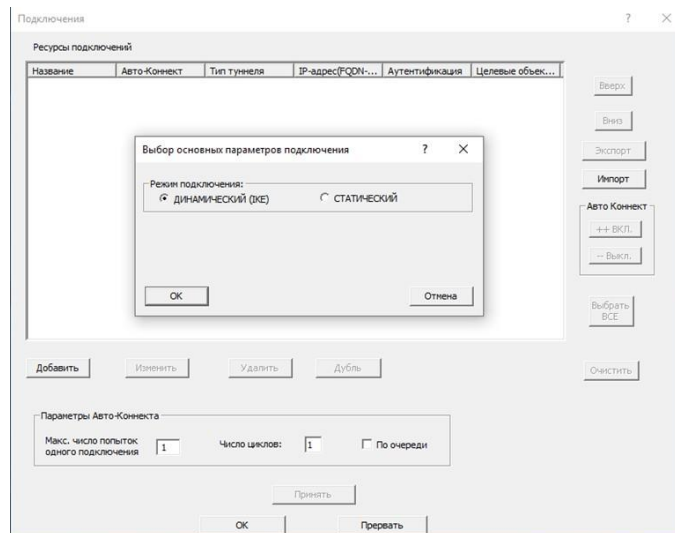 Подключения ? ×
Ресурсы подключений
Название Авто-Коннект Тип туннеля IP-адрес(FQDN-... Аутентификация Целевые объек...
Вверх
Вниз
Экспорт
Импорт
Авто Коннект
++ ВКЛ.
-- Выкл.
Выбрать
ВСЕ
Очистить
Выбор основных параметров подключения ? ×
Режим подключения:
ДИНАМИЧЕСКИЙ (IKE) СТАТИЧЕСКИЙ
OK Отмена
Добавить Изменить Удалить Дубль
Параметры Авто-Коннекта
Макс. число попыток
одного подключения 1 Число циклов: 1 По очереди
Принять
OK Прервать